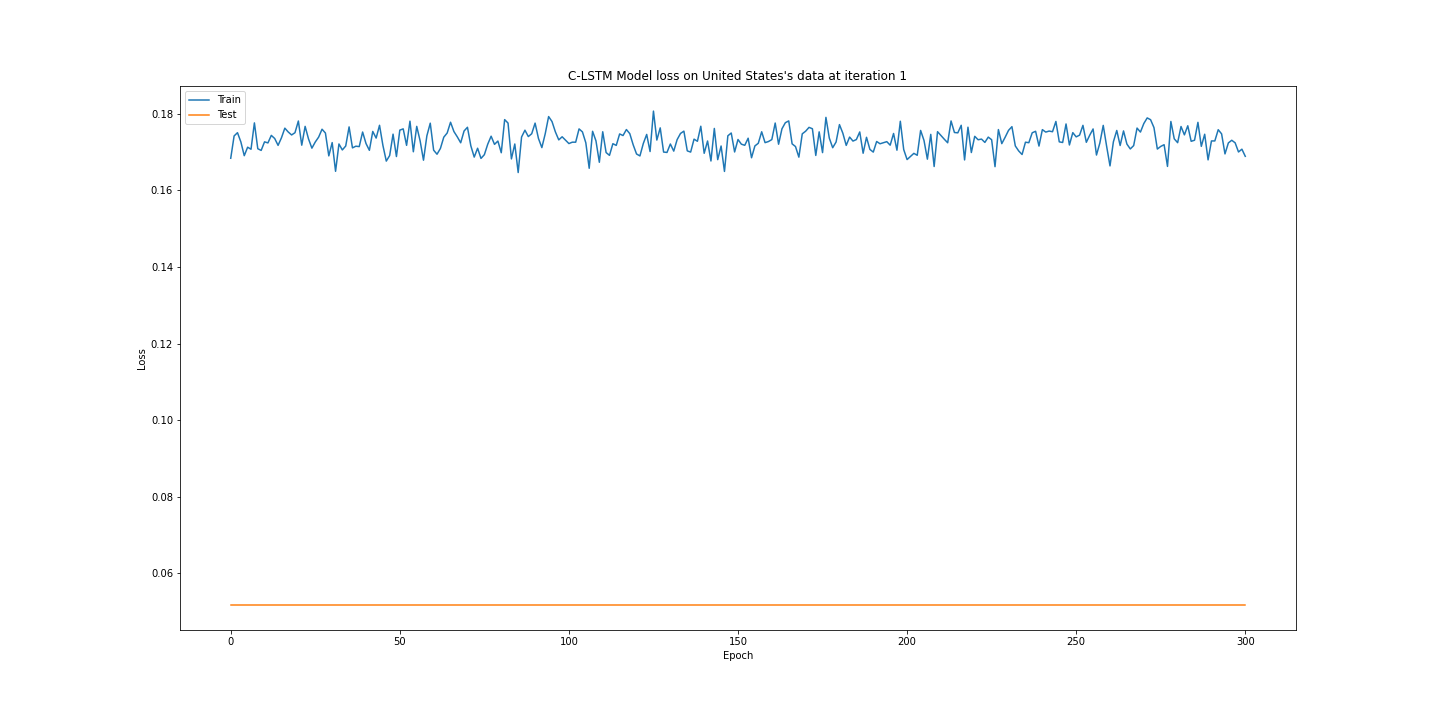 C-LSTM Model loss on United States's data at iteration 1
Train
Test
0.18
0.16
0.14
0.12
0.10
0.08
0.06
Loss
0 50 100 150 200 250 300
Epoch